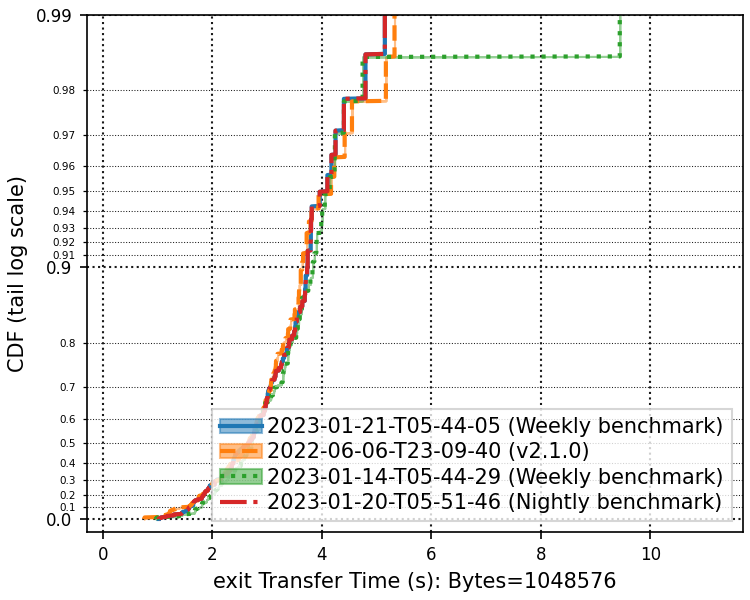 0.99
0.98
0.97
0.96
0.95
0.94
0.93
0.92
0.91
0.9
0.8
0.7
0.6
0.5
0.4
0.3
0.2
0.1
0.0
CDF (tail log scale)
2023-01-21-T05-44-05 (Weekly benchmark)
2022-06-06-T23-09-40 (v2.1.0)
2023-01-14-T05-44-29 (Weekly benchmark)
2023-01-20-T05-51-46 (Nightly benchmark)
0 2 4 6 8 10
exit Transfer Time (s): Bytes=1048576